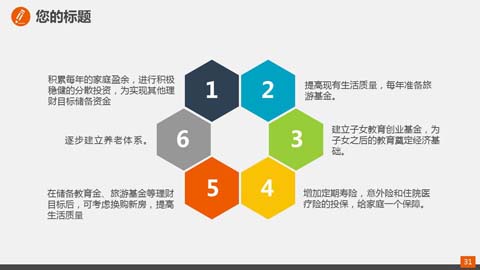 您的标题
积累每年的家庭盈余，进行积极
稳健的分散投资，为实现其他理
财目标储备资金
1
2
提高现有生活质量，每年准备旅
游基金。
逐步建立养老体系。
6
3
建立子女教育创业基金，为
子女之后的教育奠定经济基
础。
在储备教育金、旅游基金等理财
目标后，可考虑换购新房，提高
生活质量
5
4
增加定期寿险，意外险和住院医
疗险的投保，给家庭一个保障。
31